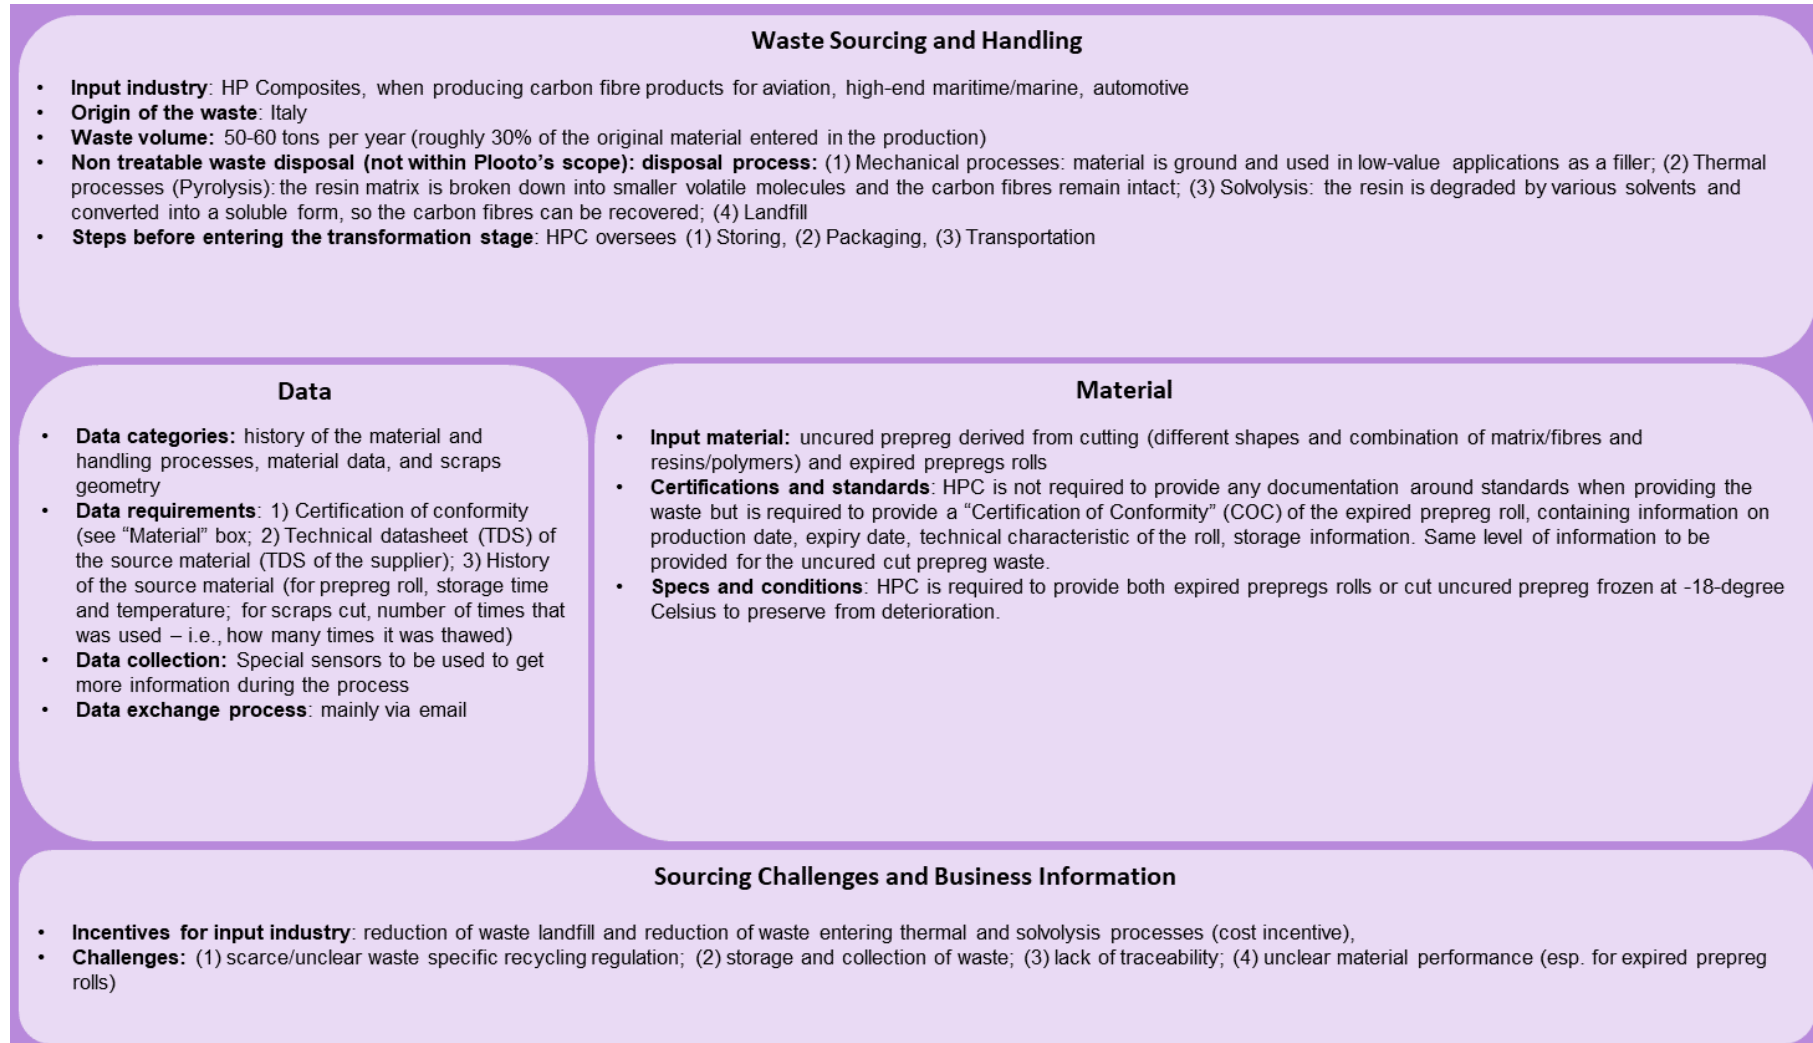 Waste Sourcing and Handling
• Input industry: HP Composites, when producing carbon fibre products for aviation, high-end maritime/marine, automotive
• Origin of the waste: Italy
• Waste volume: 50-60 tons per year (roughly 30% of the original material entered in the production)
• Non treatable waste disposal (not within Plooto's scope): disposal process: (1) Mechanical processes: material is ground and used in low-value applications as a filler; (2) Thermal
processes (Pyrolysis): the resin matrix is broken down into smaller volatile molecules and the carbon fibres remain intact; (3) Solvolysis: the resin is degraded by various solvents and
converted into a soluble form, so the carbon fibres can be recovered; (4) Landfill
• Steps before entering the transformation stage: HPC oversees (1) Storing, (2) Packaging, (3) Transportation
Data
• Data categories: history of the material and
handling processes, material data, and scraps
geometry
• Data requirements: 1) Certification of conformity
(see “Material” box; 2) Technical datasheet (TDS) of
the source material (TDS of the supplier); 3) History
of the source material (for prepreg roll, storage time
and temperature; for scraps cut, number of times that
was used – i.e., how many times it was thawed)
• Data collection: Special sensors to be used to get
more information during the process
• Data exchange process: mainly via email
Material
• Input material: uncured prepreg derived from cutting (different shapes and combination of matrix/fibres and
resins/polymers) and expired prepregs rolls
• Certifications and standards: HPC is not required to provide any documentation around standards when providing the
waste but is required to provide a “Certification of Conformity” (COC) of the expired prepreg roll, containing information on
production date, expiry date, technical characteristic of the roll, storage information. Same level of information to be
provided for the uncured cut prepreg waste.
• Specs and conditions: HPC is required to provide both expired prepregs rolls or cut uncured prepreg frozen at -18-degree
Celsius to preserve from deterioration.
Sourcing Challenges and Business Information
• Incentives for input industry: reduction of waste landfill and reduction of waste entering thermal and solvolysis processes (cost incentive),
• Challenges: (1) scarce/unclear waste specific recycling regulation; (2) storage and collection of waste; (3) lack of traceability; (4) unclear material performance (esp. for expired prepreg
rolls)